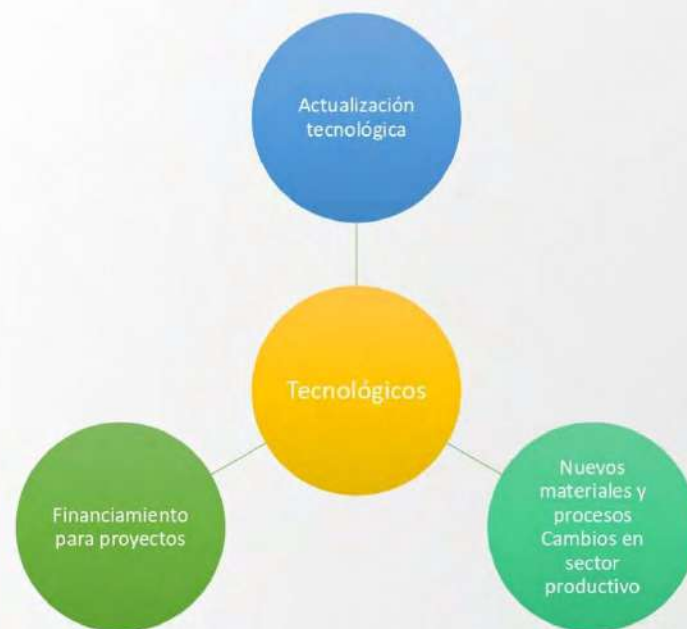 Actualización
tecnológica
Tecnológicos
Financiamiento
para proyectos
Nuevos
materiales y
procesos
Cambios en
sector
productivo